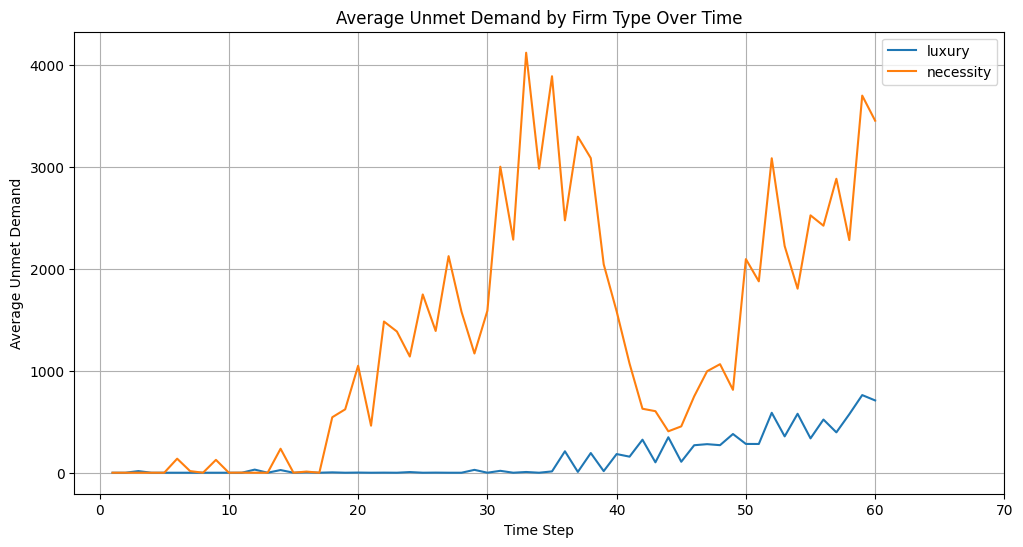 Average Unmet Demand by Firm Type Over Time
luxury
necessity
Average Unmet Demand
4000
3000
2000
1000
0
0 10 20 30 40 50 60 70
Time Step